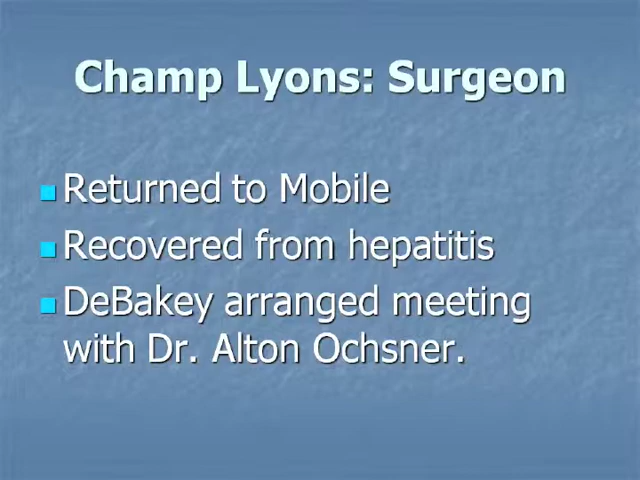 Champ Lyons: Surgeon
Returned to Mobile
Recovered from hepatitis
DeBakey arranged meeting
with Dr. Alton Ochsner.